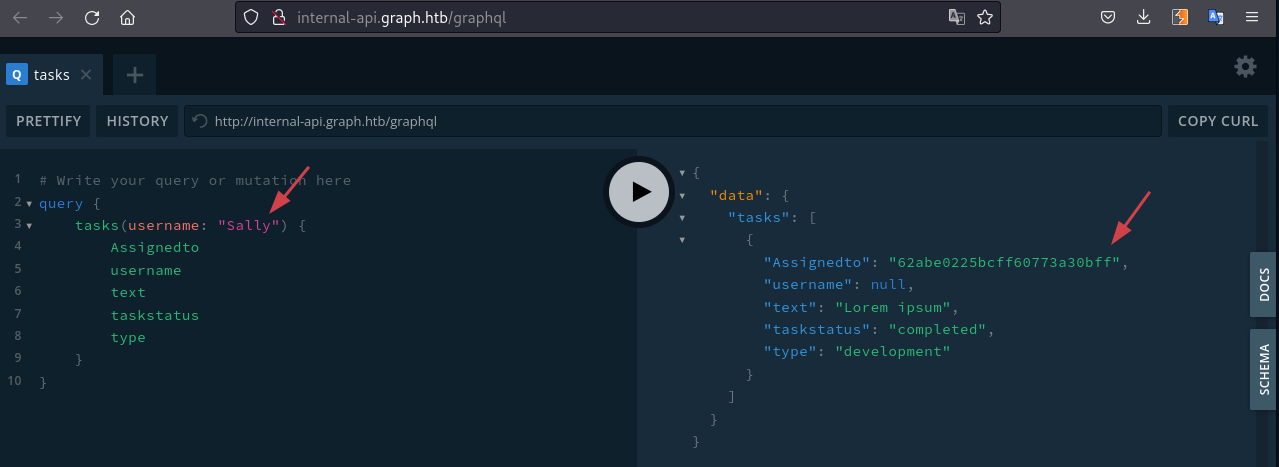 internal-api.graph.htb/graphql
Q tasks
PRETTIFY HISTORY http://internal-api.graph.htb/graphql COPY CURL
1 # Write your query or mutation here
2 query {
3 tasks(username: "Sally") {
4 Assignedto
5 username
6 text
7 taskstatus
8 type
9 }
10 }
{
"data": {
"tasks": [
{
"Assignedto": "62abe0225bcff60773a30bff",
"username": null,
"text": "Lorem ipsum",
"taskstatus": "completed",
"type": "development"
}
]
}
}
DOCS
SCHEMA